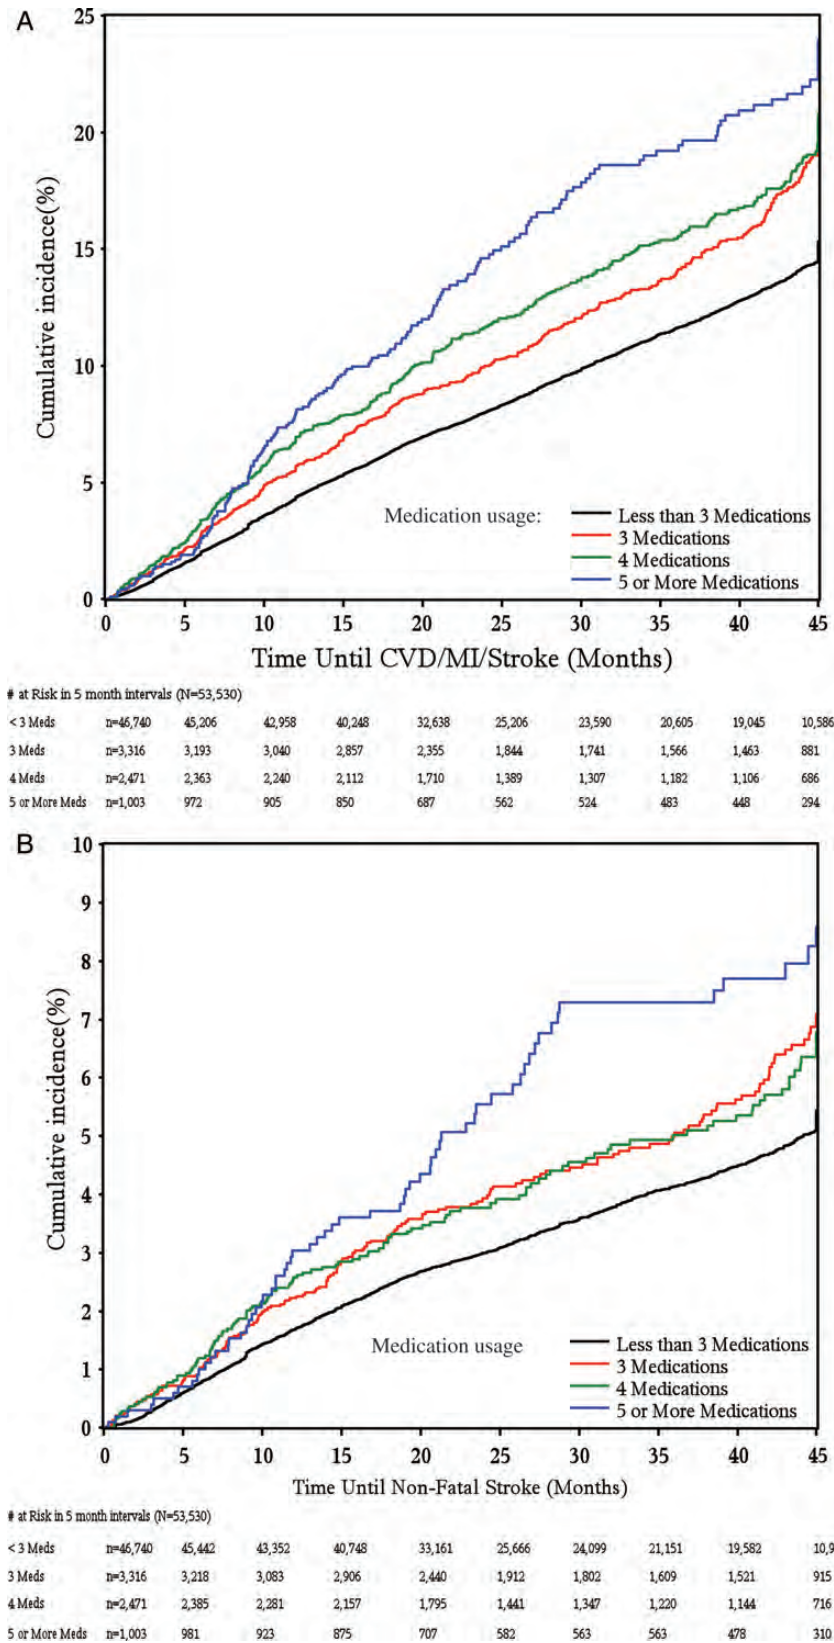 A
25
20
15
10
5
0
Cumulative incidence(%)
Medication usage:
Less than 3 Medications
3 Medications
4 Medications
5 or More Medications
0 5 10 15 20 25 30 35 40 45
Time Until CVD/MI/Stroke (Months)
# at Risk in 5 month intervals (N=53,530)
< 3 Meds n=46,740 45,206 42,958 40,248 32,638 25,206 23,590 20,605 19,045 10,586
3 Meds n=3,316 3,193 3,040 2,857 2,355 1,844 1,741 1,566 1,463 881
4 Meds n=2,471 2,363 2,240 2,112 1,710 1,389 1,307 1,182 1,106 686
5 or More Meds n=1,003 972 905 850 687 562 524 483 448 294
B
10
9
8
7
6
5
4
3
2
1
0
Cumulative incidence(%)
Medication usage
Less than 3 Medications
3 Medications
4 Medications
5 or More Medications
0 5 10 15 20 25 30 35 40 45
Time Until Non-Fatal Stroke (Months)
# at Risk in 5 month intervals (N=53,530)
< 3 Meds n=46,740 45,442 43,352 40,748 33,161 25,666 24,099 21,151 19,582 10,9
3 Meds n=3,316 3,218 3,083 2,906 2,440 1,912 1,802 1,609 1,521 915
4 Meds n=2,471 2,385 2,281 2,157 1,795 1,441 1,347 1,220 1,144 716
5 or More Meds n=1,003 981 923 875 707 582 563 563 478 310